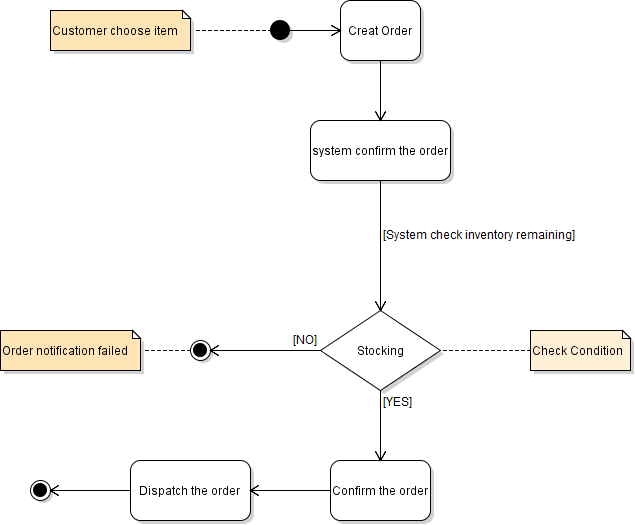 Customer choose item
Creat Order
system confirm the order
[System check inventory remaining]
Order notification failed
[NO]
Stocking
Check Condition
[YES]
Dispatch the order
Confirm the order